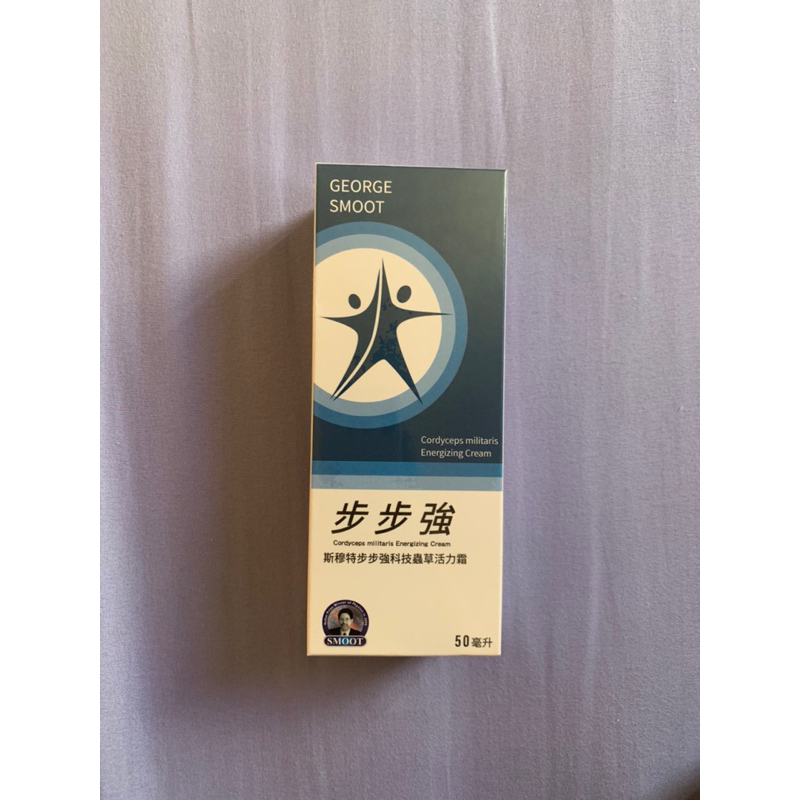 GEORGE
SMOOT
Cordyceps militaris
Energizing Cream
步步強
Cordyceps militaris Energizing Cream
斯穆特步步強科技蟲草活力霜
SMOOT
50毫升